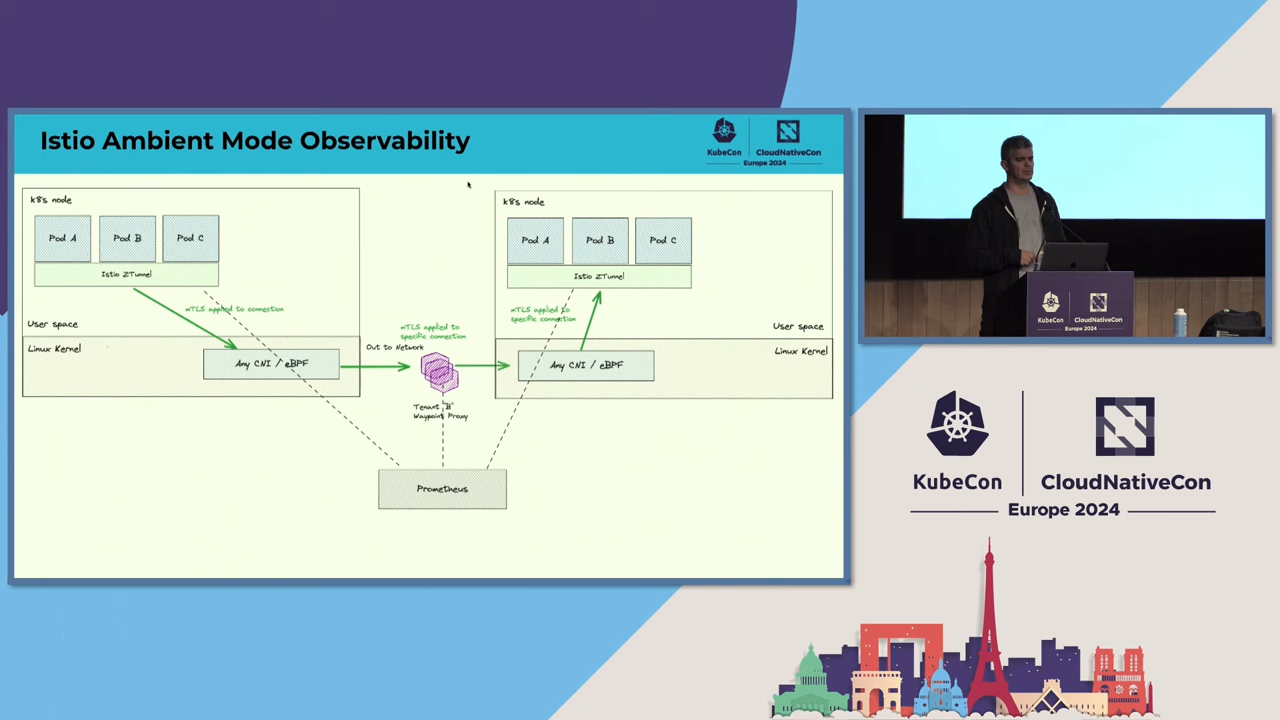 Istio Ambient Mode Observability
KubeCon
CloudNativeCon
Europe 2024
k8s node
Pod A
Pod B
Pod C
Istio ZTunnel
mTLS applied to connection
User space
Linux Kernel
Any CNI / eBPF
Out to Network
mTLS applied to
specific connection
Tenant "B"
Waypoint Proxy
k8s node
Pod A
Pod B
Pod C
Istio ZTunnel
mTLS applied to
specific connection
User space
Linux Kernel
Any CNI / eBPF
Prometheus
KubeCon
CloudNativeCon
Europe 2024
KubeCon
CloudNativeCon
Europe 2024